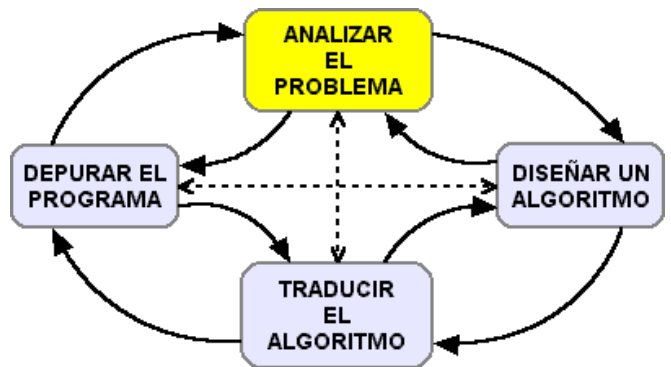 ANALIZAR
EL
PROBLEMA
DEPURAR EL
PROGRAMA
DISEÑAR UN
ALGORITMO
TRADUCIR
EL
ALGORITMO